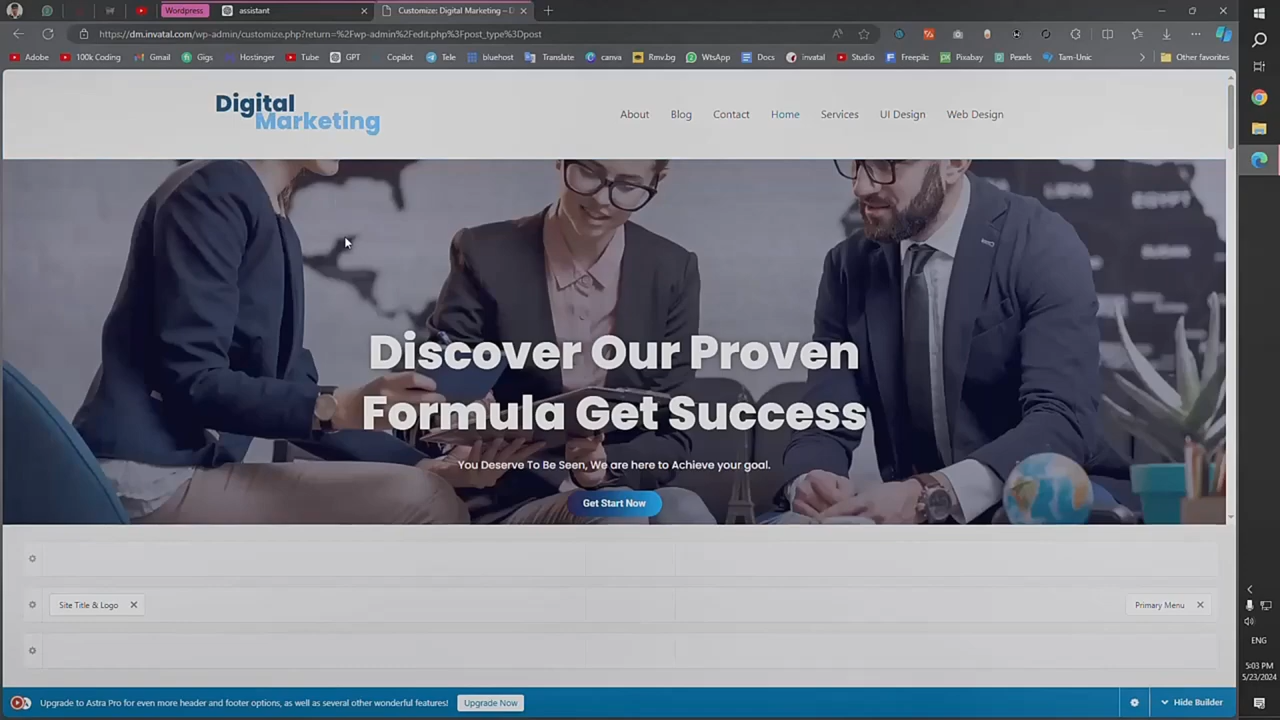 Wordpress
assistant
Customize: Digital Marketing – D
https://dm.invatal.com/wp-admin/customize.php?return=%2Fwp-admin%2Fedit.php%3Fpost_type%3Dpost
Adobe
100k Coding
Gmail
Gigs
Hostinger
Tube
GPT
Copilot
Tele
bluehost
Translate
canva
Rmv.bg
WtsApp
Docs
invatal
Studio
Freepik:
Pixabay
Pexels
Tam-Unic
Other favorites
Digital
Marketing
About
Blog
Contact
Home
Services
UI Design
Web Design
Discover Our Proven
Formula Get Success
You Deserve To Be Seen, We are here to Achieve your goal.
Get Start Now
Site Title & Logo
Primary Menu
Upgrade to Astra Pro for even more header and footer options, as well as several other wonderful features!
Upgrade Now
Hide Builder
ENG
5:03 PM
5/23/2024